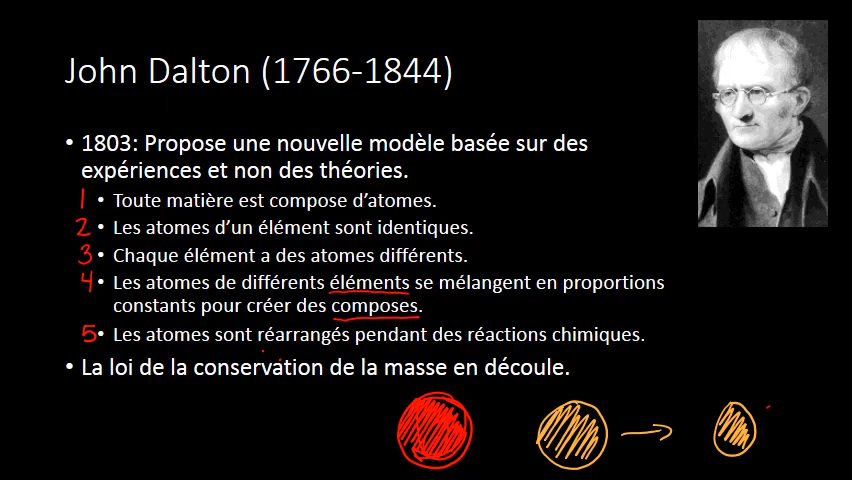 John Dalton (1766-1844)
• 1803: Propose une nouvelle modèle basée sur des
expériences et non des théories.
1 • Toute matière est compose d'atomes.
2 • Les atomes d'un élément sont identiques.
3 • Chaque élément a des atomes différents.
4 • Les atomes de différents éléments se mélangent en proportions
constants pour créer des composes.
5 • Les atomes sont réarrangés pendant des réactions chimiques.
• La loi de la conservation de la masse en découle.